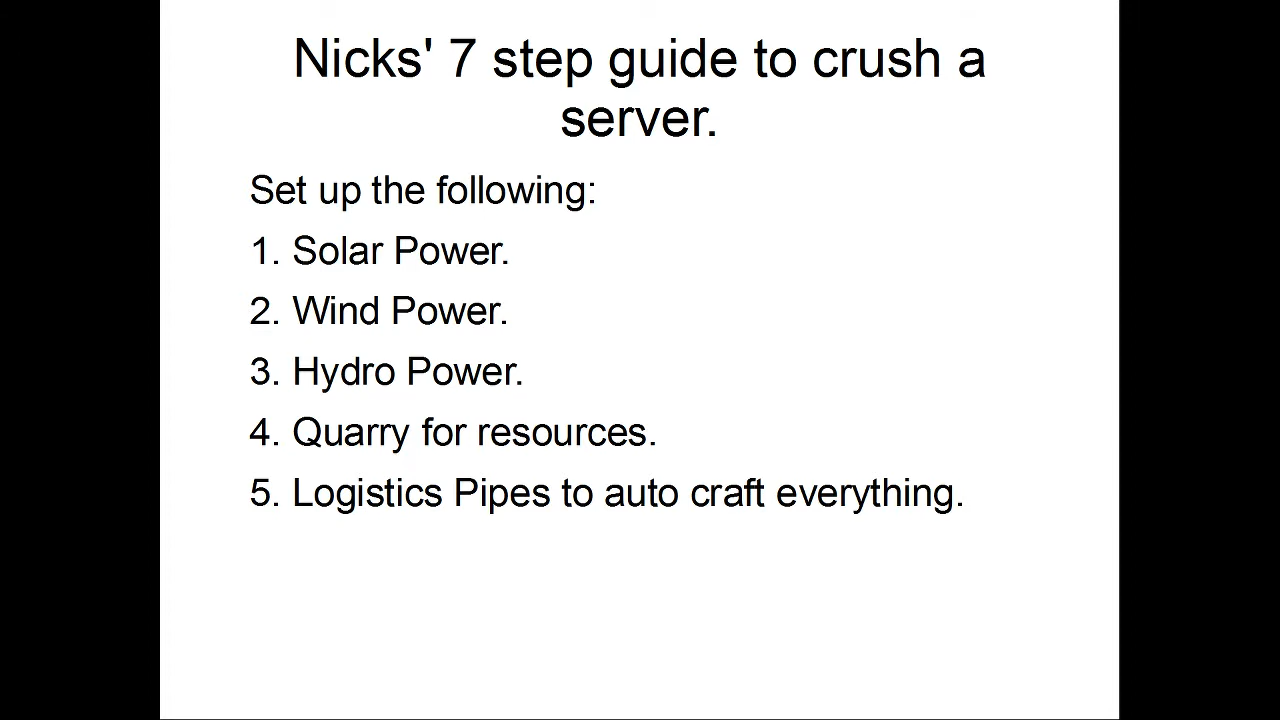 Nicks' 7 step guide to crush a
server.
Set up the following:
1. Solar Power.
2. Wind Power.
3. Hydro Power.
4. Quarry for resources.
5. Logistics Pipes to auto craft everything.